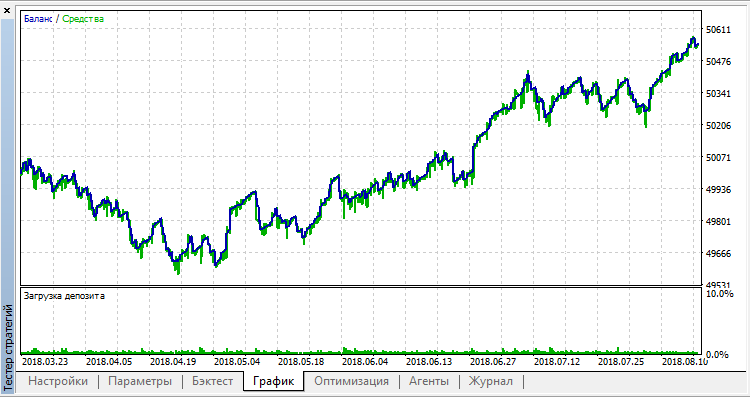 Баланс / Средства
50611
50476
50341
50206
50071
49936
49801
49666
49531
Загрузка депозита
10.0%
0.0%
2018.03.23 2018.04.05 2018.04.19 2018.05.04 2018.05.18 2018.06.04 2018.06.13 2018.06.27 2018.07.12 2018.07.25 2018.08.10
Тестер стратегий
Настройки Параметры Бэктест График Оптимизация Агенты Журнал